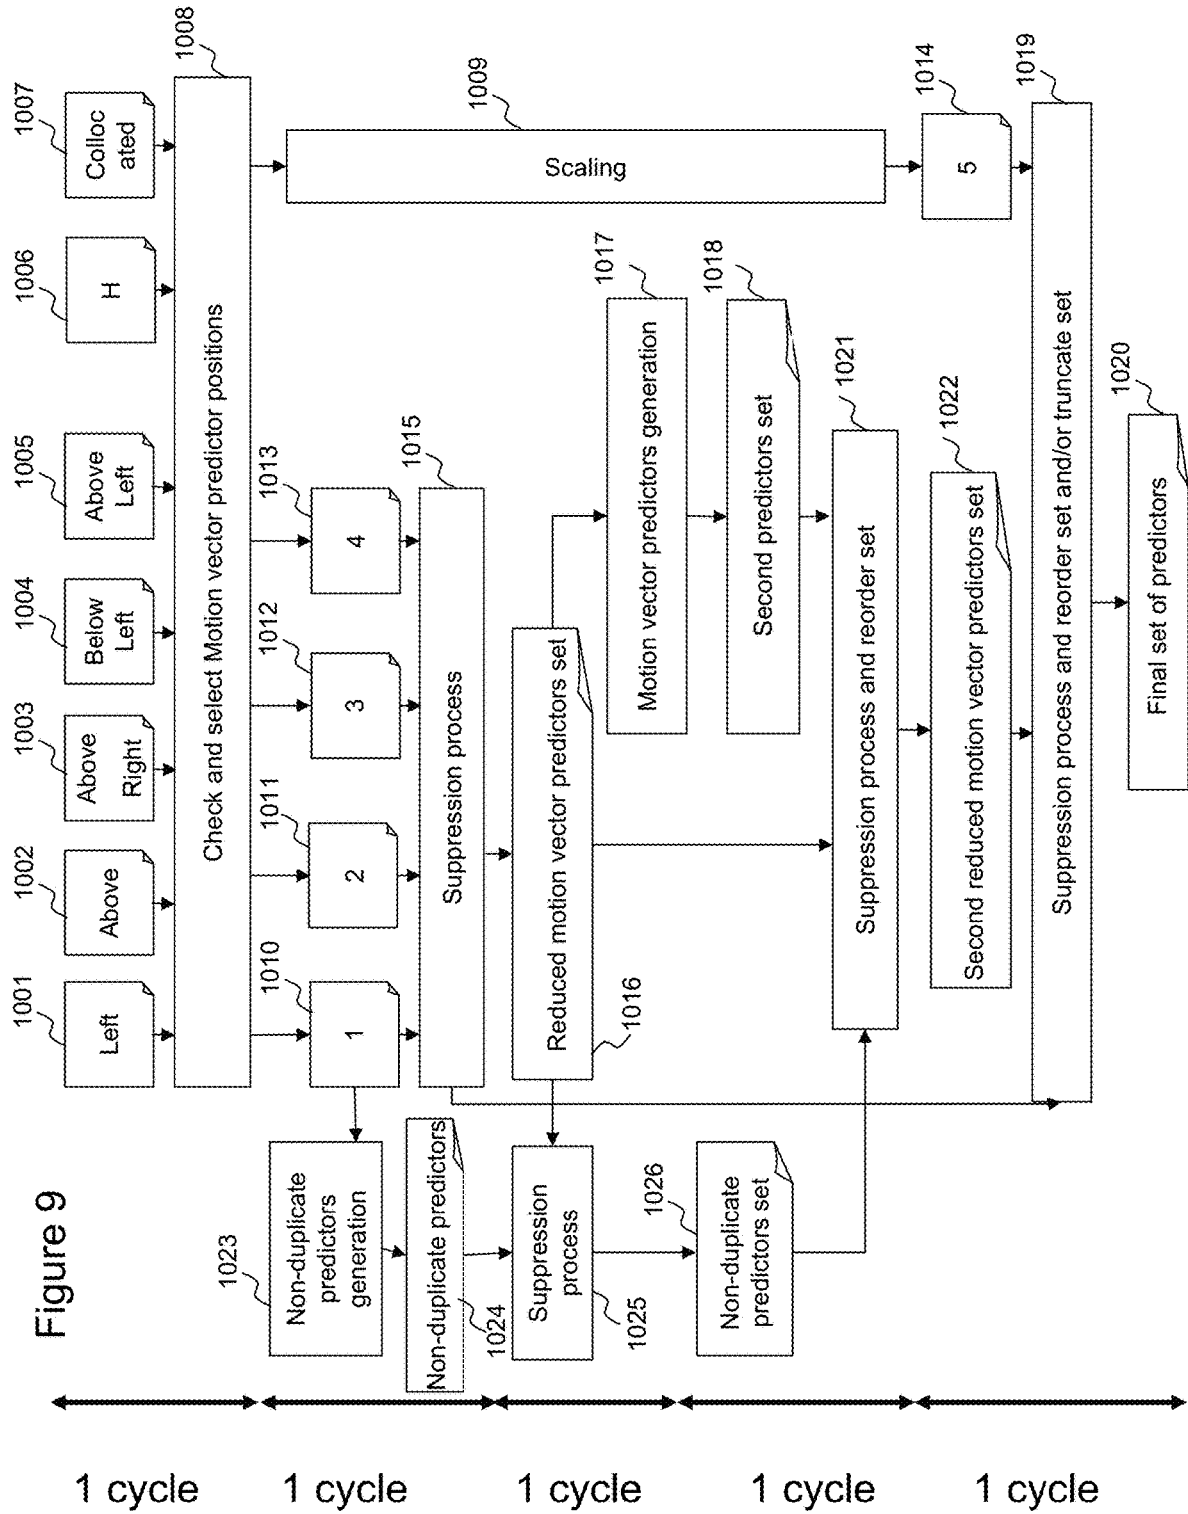 Figure 9
1001
1002
1003
1004
1005
1006
1007
Left
Above
Above
Right
Below
Left
Above
Left
H
Colloc
ated
1008
Check and select Motion vector predictor positions
1009
Scaling
1010
1011
1012
1013
1
2
3
4
1023
Non-duplicate
predictors
generation
1024
Non-duplicate predictors
1015
Suppression process
1016
Reduced motion vector predictors set
1025
Suppression
process
1017
Motion vector predictors generation
1018
Second predictors set
1026
Non-duplicate
predictors set
1021
Suppression process and reorder set
1014
5
1022
Second reduced motion vector predictors set
1019
Suppression process and reorder set and/or truncate set
1020
Final set of predictors
1 cycle
1 cycle
1 cycle
1 cycle
1 cycle